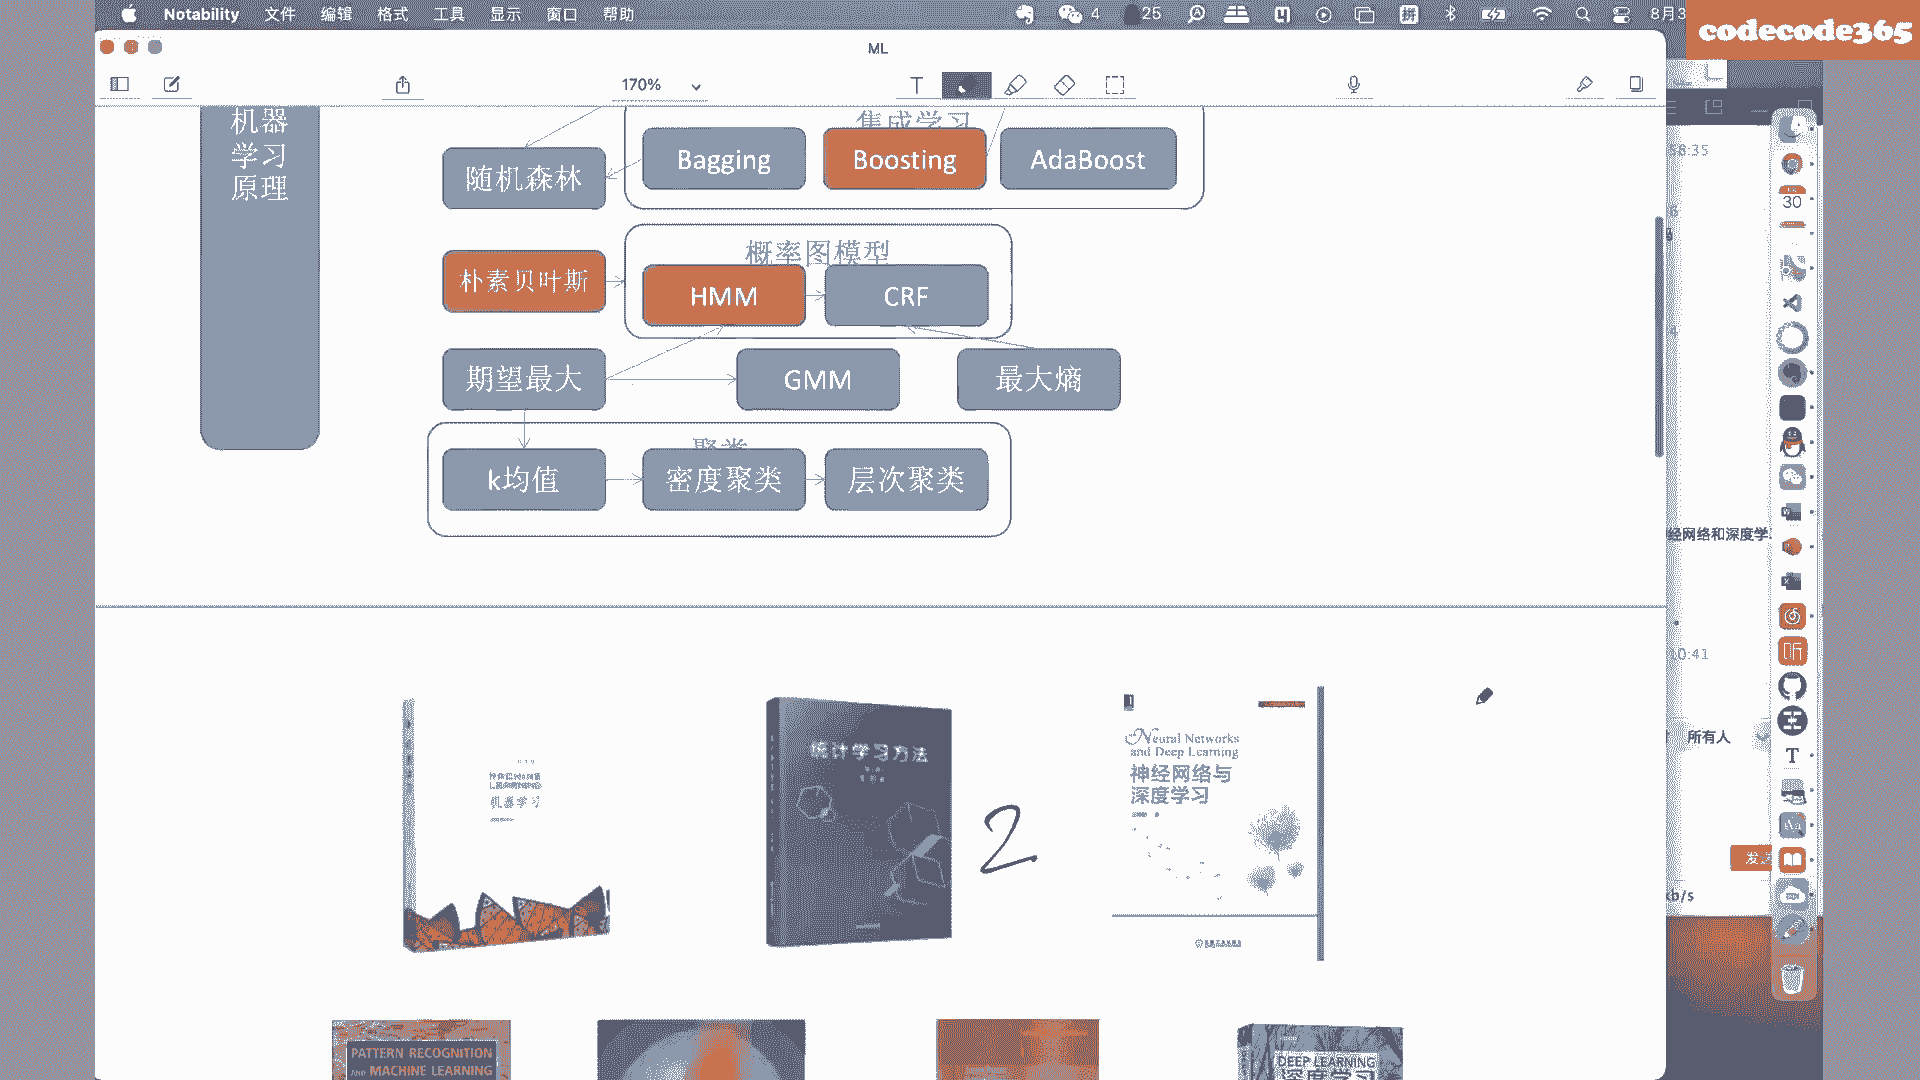 Notability 文件 编辑 格式 工具 显示 窗口 帮助
4
25
拼
8月3
codecode365
ML
170%
T
机器
学习
原理
集成学习
随机森林
Bagging
Boosting
AdaBoost
概率图模型
朴素贝叶斯
HMM
CRF
期望最大
GMM
最大熵
聚类
k均值
密度聚类
层次聚类
58:35
30
经网络和深度学
10:41
所有人
发送
kb/s
听
T
Aa
机器学习
统计学习方法
2
Neural Networks
and Deep Learning
神经网络与
深度学习
PATTERN RECOGNITION
AND MACHINE LEARNING
DEEP LEARNING
深度学习